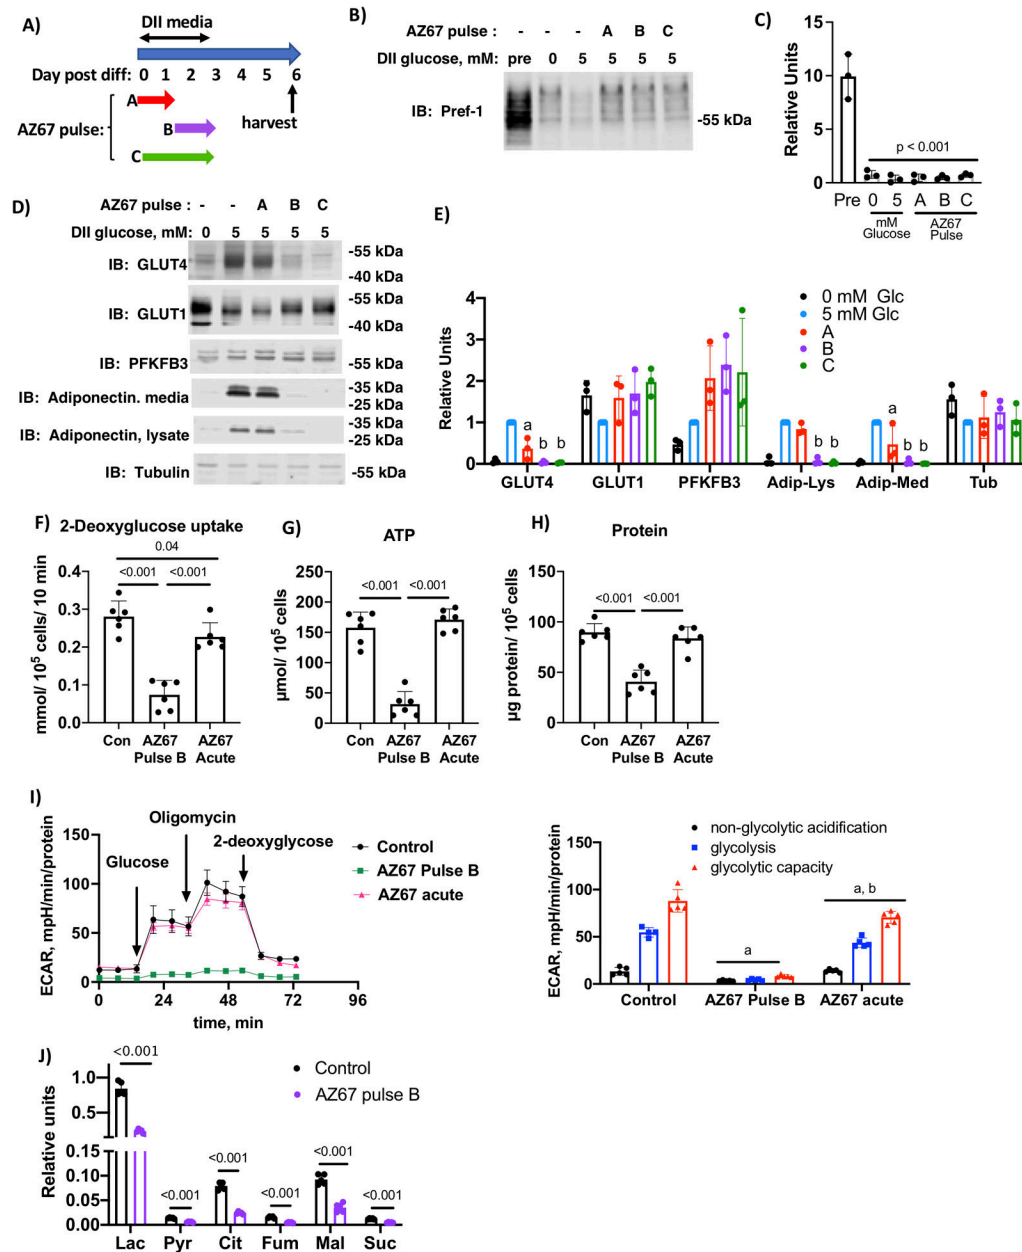 A)
DII media
Day post diff: 0 1 2 3 4 5 6
A
AZ67 pulse:
B
C
harvest
B)
AZ67 pulse: - - - A B C
DII glucose, mM: pre 0 5 5 5 5
IB: Pref-1
-55 kDa
C)
Relative Units
15
10
5
0
p < 0.001
Pre 0 5 A B C
mM Glucose
AZ67 Pulse
D)
AZ67 pulse : - - A B C
DII glucose, mM: 0 5 5 5 5
IB: GLUT4
-55 kDa
-40 kDa
IB: GLUT1
-55 kDa
-40 kDa
IB: PFKFB3
-55 kDa
IB: Adiponectin. media
-35 kDa
-25 kDa
IB: Adiponectin, lysate
-35 kDa
-25 kDa
IB: Tubulin
-55 kDa
E)
Relative Units
4
3
2
1
0
0 mM Glc
5 mM Glc
A
B
C
a
b b
b b
a
b b
GLUT4 GLUT1 PFKFB3 Adip-Lys Adip-Med Tub
F)
2-Deoxyglucose uptake
0.04
<0.001 <0.001
mmol/ 10⁵ cells/ 10 min
0.4
0.3
0.2
0.1
0.0
Con AZ67 Pulse B AZ67 Acute
G)
ATP
<0.001 <0.001
µmol/ 10⁵ cells
250
200
150
100
50
0
Con AZ67 Pulse B AZ67 Acute
H)
Protein
<0.001 <0.001
µg protein/ 10⁵ cells
150
100
50
0
Con AZ67 Pulse B AZ67 Acute
I)
ECAR, mpH/min/protein
150
100
50
0
Glucose
Oligomycin
2-deoxyglycose
Control
AZ67 Pulse B
AZ67 acute
0 24 48 72 96
time, min
ECAR, mpH/min/protein
150
100
50
0
non-glycolytic acidification
glycolysis
glycolytic capacity
a
a, b
Control AZ67 Pulse B AZ67 acute
J)
Relative units
1.0
0.5
0.15
0.10
0.05
0.00
<0.001
<0.001
<0.001
<0.001
<0.001
<0.001
Control
AZ67 pulse B
Lac Pyr Cit Fum Mal Suc